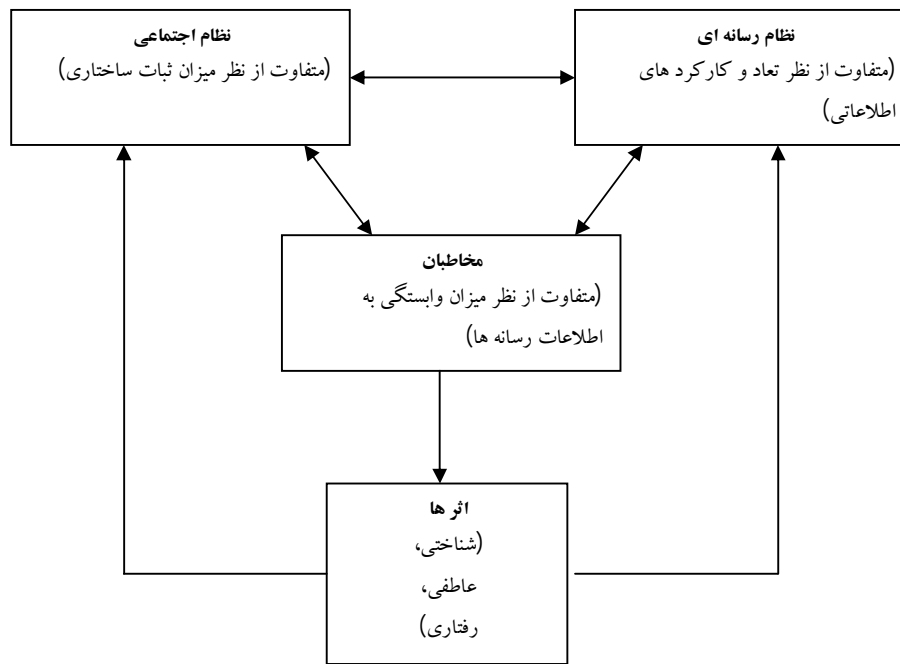 نظام رسانه ای
(متفاوت از نظر تعاد و کارکرد های
اطلاعاتی)
نظام اجتماعی
(متفاوت از نظر میزان ثبات ساختاری)
مخاطبان
(متفاوت از نظر میزان وابستگی به
اطلاعات رسانه ها)
اثر ها
(شناختی،
عاطفی،
رفتاری)